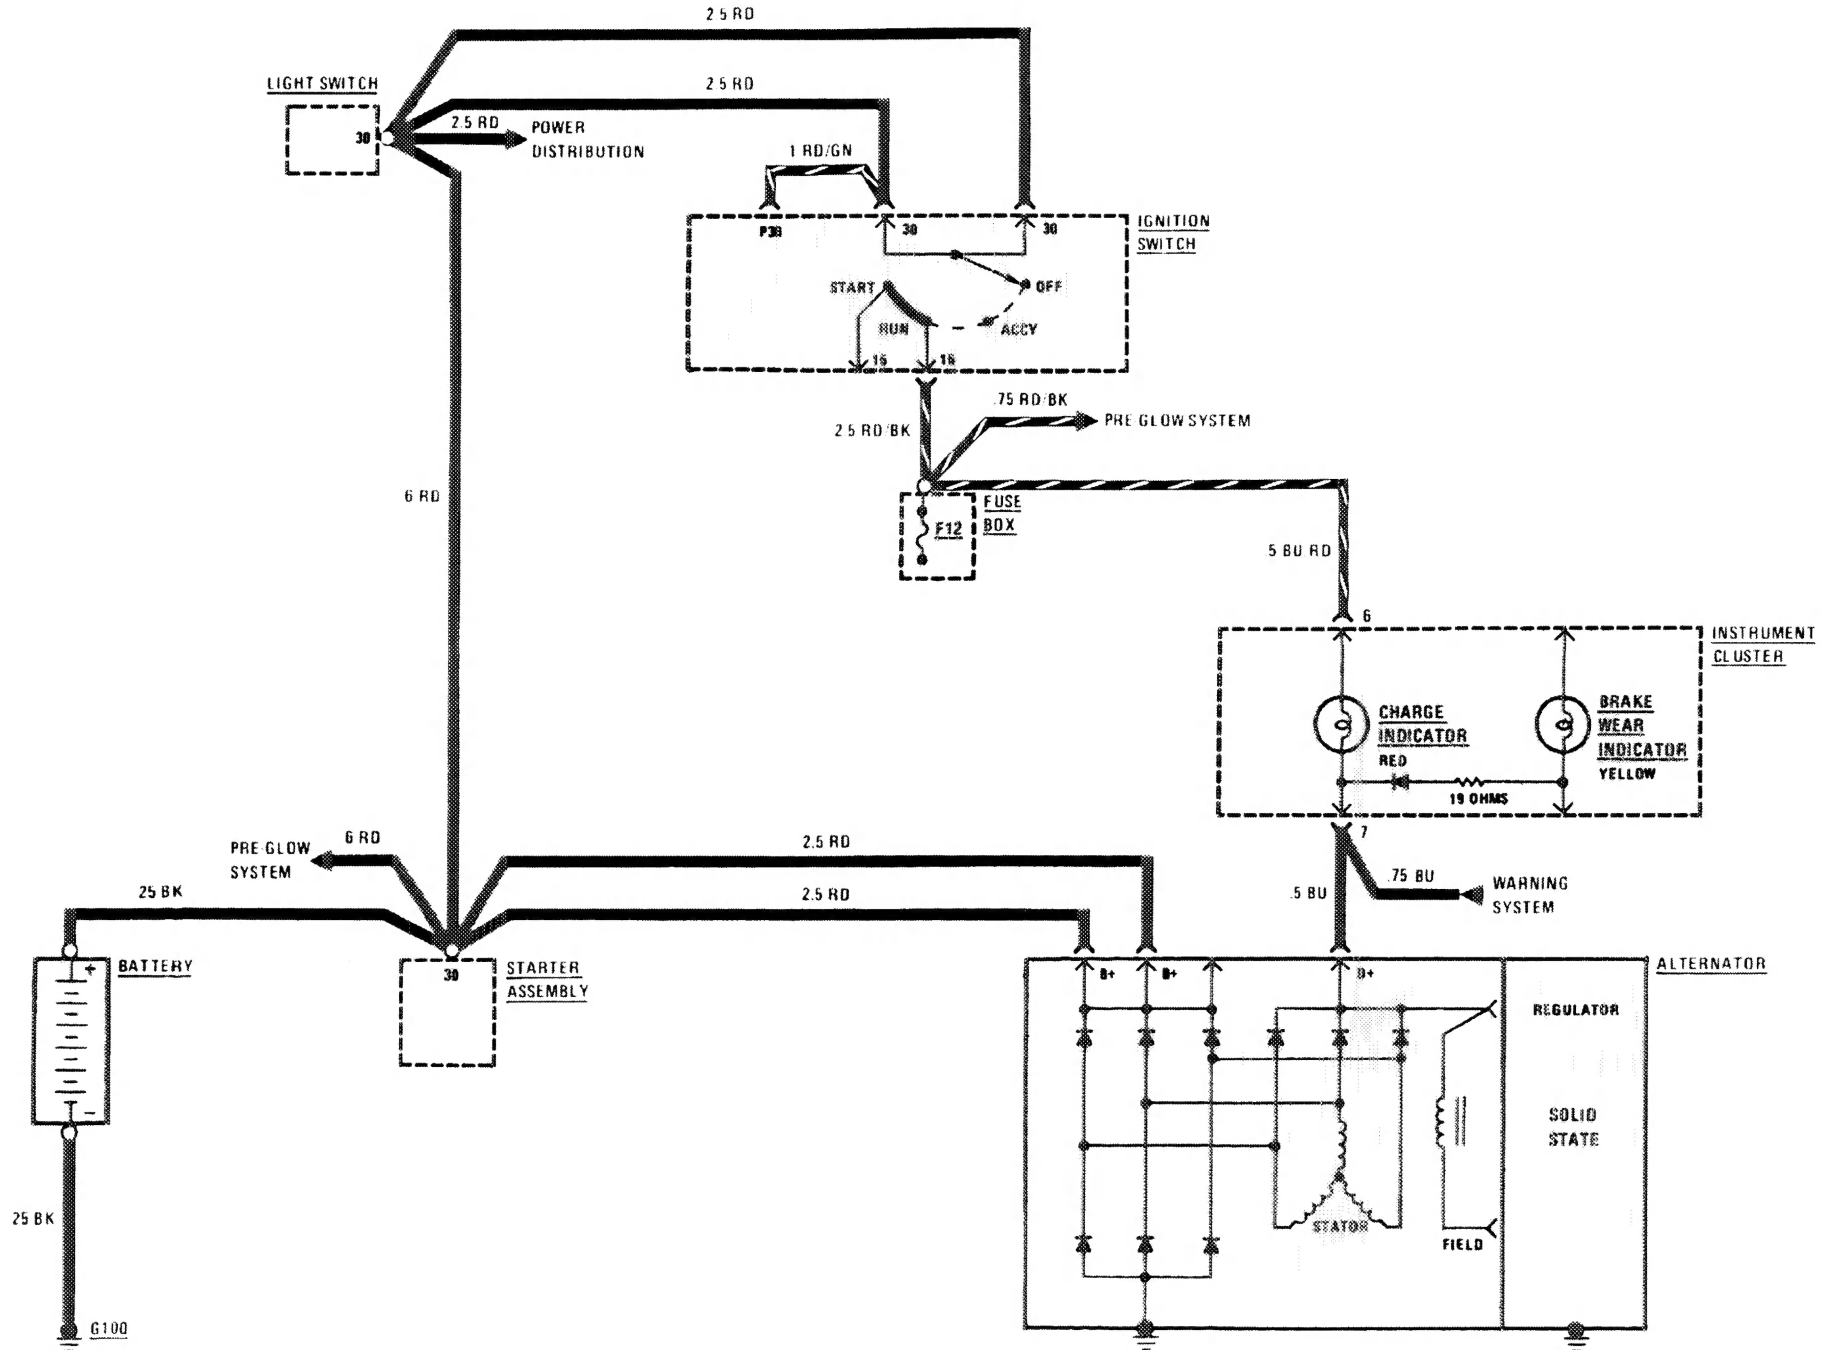 2.5 RD
LIGHT SWITCH
30
2.5 RD
2.5 RD
POWER
DISTRIBUTION
1 RD/GN
P30
30
30
IGNITION
SWITCH
START
OFF
RUN
ACCY
15
15
2.5 RD/BK
.75 RD/BK
PRE GLOW SYSTEM
6 RD
FUSE
BOX
F12
.5 BU RD
6
INSTRUMENT
CLUSTER
CHARGE
INDICATOR
RED
BRAKE
WEAR
INDICATOR
YELLOW
19 OHMS
7
PRE-GLOW
SYSTEM
6 RD
2.5 RD
25 BK
2.5 RD
.5 BU
.75 BU
WARNING
SYSTEM
+
BATTERY
-
30
STARTER
ASSEMBLY
B+
B+
D+
ALTERNATOR
REGULATOR
SOLID
STATE
STATOR
FIELD
25 BK
G100